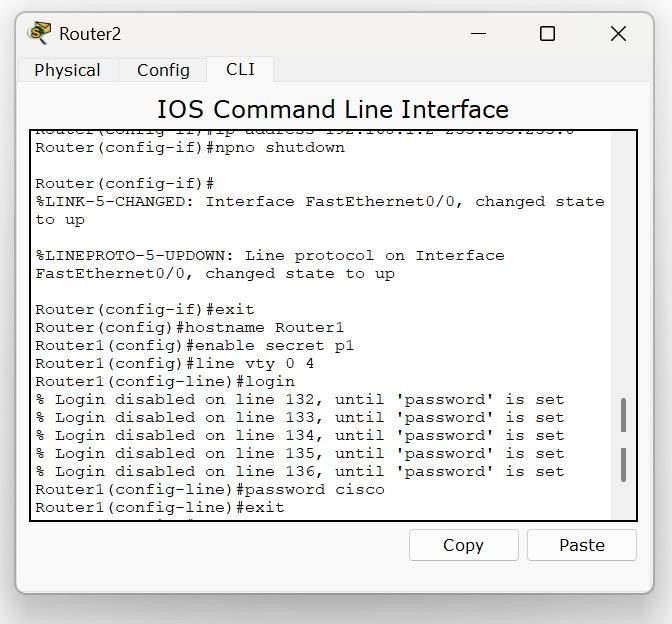 Router2
Physical Config CLI
IOS Command Line Interface
Router(config-if)#ip address 192.168.1.2 255.255.255.0
Router(config-if)#npno shutdown
Router(config-if)#
%LINK-5-CHANGED: Interface FastEthernet0/0, changed state
to up
%LINEPROTO-5-UPDOWN: Line protocol on Interface
FastEthernet0/0, changed state to up
Router(config-if)#exit
Router(config)#hostname Router1
Router1(config)#enable secret p1
Router1(config)#line vty 0 4
Router1(config-line)#login
% Login disabled on line 132, until 'password' is set
% Login disabled on line 133, until 'password' is set
% Login disabled on line 134, until 'password' is set
% Login disabled on line 135, until 'password' is set
% Login disabled on line 136, until 'password' is set
Router1(config-line)#password cisco
Router1(config-line)#exit
Copy Paste